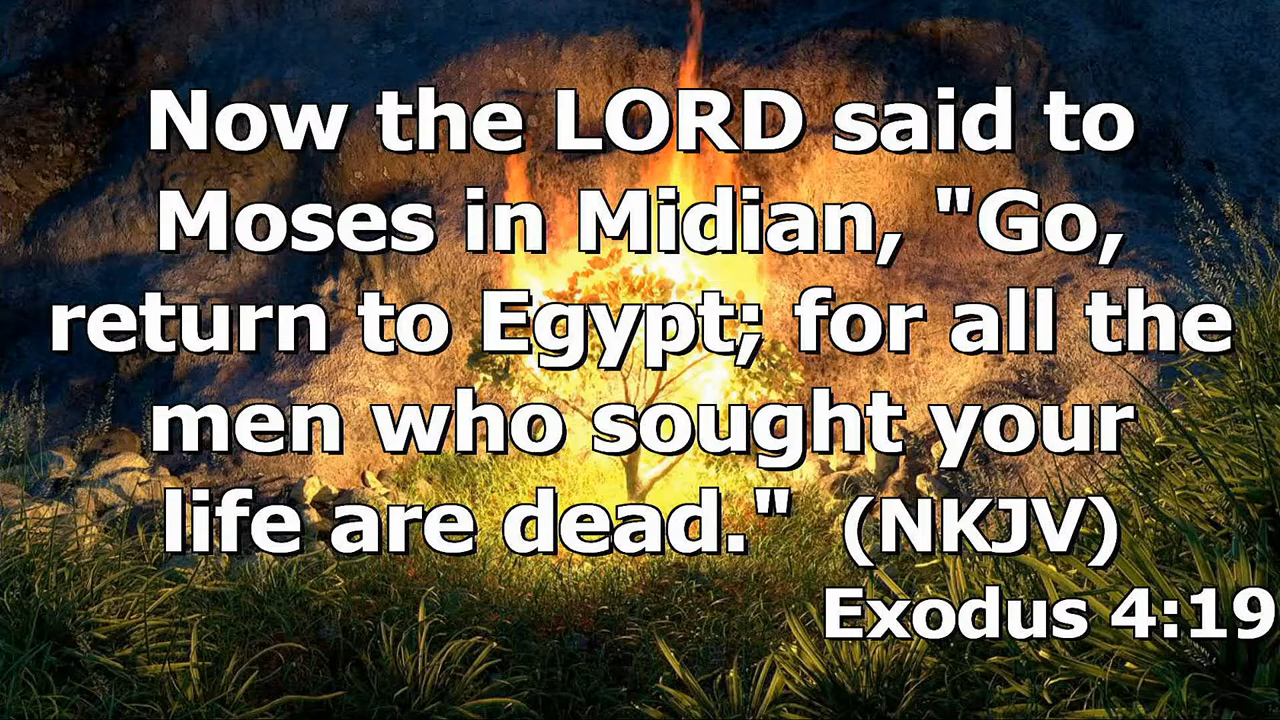 Now the LORD said to
Moses in Midian, "Go,
return to Egypt; for all the
men who sought your
life are dead." (NKJV)
Exodus 4:19